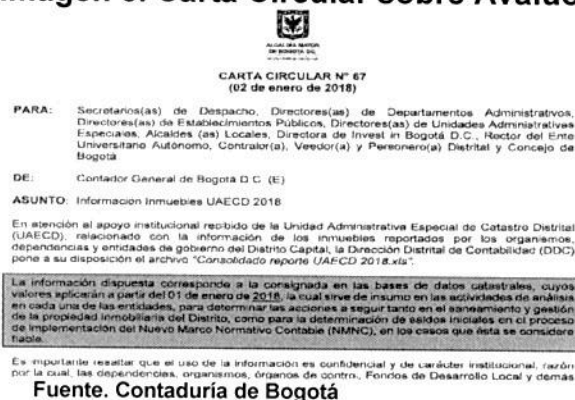 Imagen 6. Carta Circular sobre Avalúo
ALCALDÍA MAYOR
DE BOGOTÁ D.C.
CARTA CIRCULAR N° 67
(02 de enero de 2018)
PARA: Secretarios(as) de Despacho, Directores(as) de Departamentos Administrativos,
Directores(as) de Establecimientos Públicos, Directores(as) de Unidades Administrativas
Especiales, Alcaldes (as) Locales, Directora de Invest in Bogotá D.C., Rector del Ente
Universitario Autónomo, Contralor(a), Veedor(a) y Personero(a) Distrital y Concejo de
Bogotá
DE: Contador General de Bogotá D.C. (E)
ASUNTO: Información Inmuebles UAECD 2018
En atención al apoyo institucional recibido de la Unidad Administrativa Especial de Catastro Distrital
(UAECD), relacionado con la información de los inmuebles reportados por los organismos,
dependencias y entidades de gobierno del Distrito Capital, la Dirección Distrital de Contabilidad (DDC)
pone a su disposición el archivo "Consolidado reporte UAECD 2018.xls".
La información dispuesta corresponde a la consignada en las bases de datos catastrales, cuyos
valores aplicarán a partir del 01 de enero de 2018, la cual sirve de insumo en las actividades de análisis
en cada una de las entidades, para determinar las acciones a seguir tanto en el saneamiento y gestión
de la propiedad inmobiliaria del Distrito, como para la determinación de saldos iniciales en el proceso
de implementación del Nuevo Marco Normativo Contable (NMNC), en los casos que ésta se considere
fiable.
Es importante resaltar que el uso de la información es confidencial y de carácter institucional, razón
por la cual, las dependencias, organismos, órganos de control, Fondos de Desarrollo Local y demás
Fuente. Contaduría de Bogotá